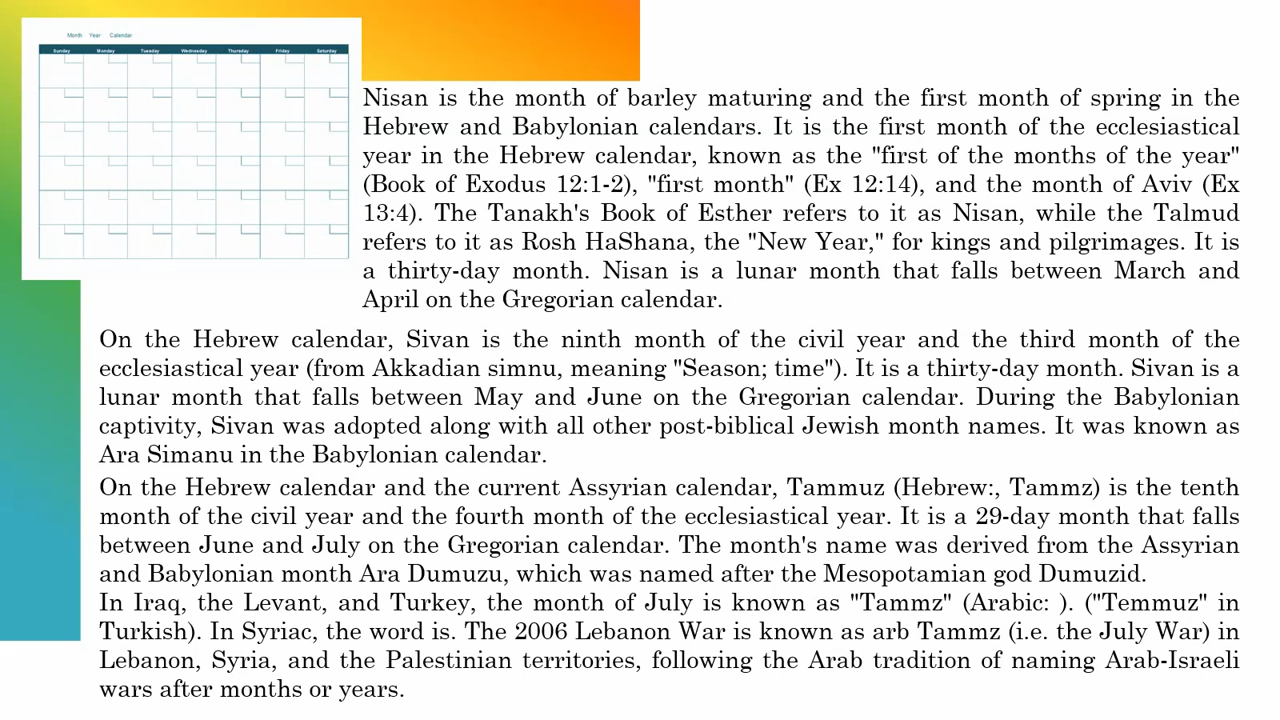 Month Year Calendar
Sunday Monday Tuesday Wednesday Thursday Friday Saturday
Nisan is the month of barley maturing and the first month of spring in the
Hebrew and Babylonian calendars. It is the first month of the ecclesiastical
year in the Hebrew calendar, known as the "first of the months of the year"
(Book of Exodus 12:1-2), "first month" (Ex 12:14), and the month of Aviv (Ex
13:4). The Tanakh's Book of Esther refers to it as Nisan, while the Talmud
refers to it as Rosh HaShana, the "New Year," for kings and pilgrimages. It is
a thirty-day month. Nisan is a lunar month that falls between March and
April on the Gregorian calendar.
On the Hebrew calendar, Sivan is the ninth month of the civil year and the third month of the
ecclesiastical year (from Akkadian simnu, meaning "Season; time"). It is a thirty-day month. Sivan is a
lunar month that falls between May and June on the Gregorian calendar. During the Babylonian
captivity, Sivan was adopted along with all other post-biblical Jewish month names. It was known as
Ara Simanu in the Babylonian calendar.
On the Hebrew calendar and the current Assyrian calendar, Tammuz (Hebrew:, Tammz) is the tenth
month of the civil year and the fourth month of the ecclesiastical year. It is a 29-day month that falls
between June and July on the Gregorian calendar. The month's name was derived from the Assyrian
and Babylonian month Ara Dumuzu, which was named after the Mesopotamian god Dumuzid.
In Iraq, the Levant, and Turkey, the month of July is known as "Tammz" (Arabic: ). ("Temmuz" in
Turkish). In Syriac, the word is. The 2006 Lebanon War is known as arb Tammz (i.e. the July War) in
Lebanon, Syria, and the Palestinian territories, following the Arab tradition of naming Arab-Israeli
wars after months or years.